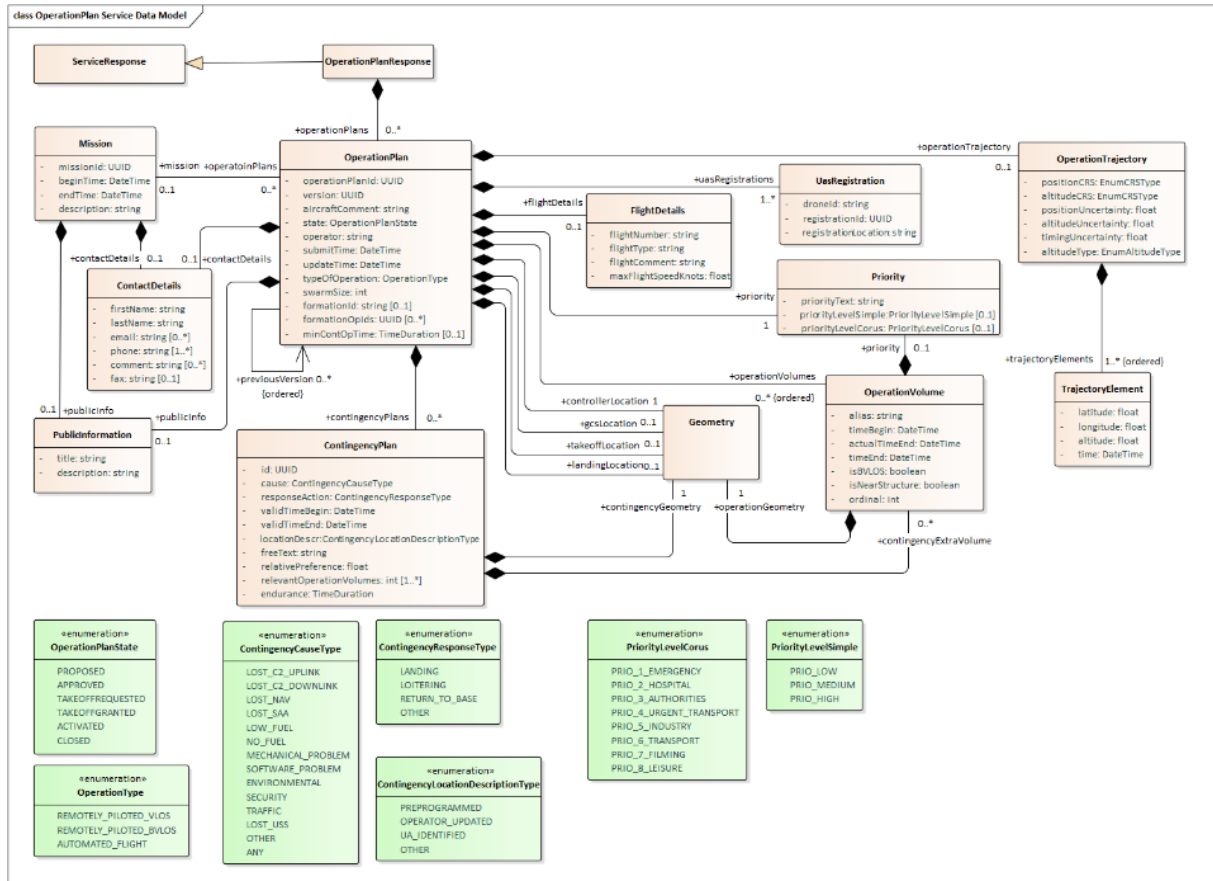 class OperationPlan Service Data Model
ServiceResponse
OperationPlanResponse
+operationPlans 0..*
Mission
- missionId: UUID
- beginTime: DateTime
- endTime: DateTime
- description: string
+mission
0..1
+operatoinPlans
0..*
OperationPlan
- operationPlanId: UUID
- version: UUID
- aircraftComment: string
- state: OperationPlanState
- operator: string
- submitTime: DateTime
- updateTime: DateTime
- typeOfOperation: OperationType
- swarmSize: int
- formationId: string [0..1]
- formationOpIds: UUID [0..*]
- minContOpTime: TimeDuration [0..1]
+operationTrajectory
0..1
OperationTrajectory
- positionCRS: EnumCRSType
- altitudeCRS: EnumCRSType
- positionUncertainty: float
- altitudeUncertainty: float
- timingUncertainty: float
- altitudeType: EnumAltitudeType
+uasRegistrations
1..*
UasRegistration
- droneId: string
- registrationId: UUID
- registrationLocation: string
+flightDetails
0..1
FlightDetails
- flightNumber: string
- flightType: string
- flightComment: string
- maxFlightSpeedKnots: float
+contactDetails 0..1
0..1 +contactDetails
ContactDetails
- firstName: string
- lastName: string
- email: string [0..*]
- phone: string [1..*]
- comment: string [0..*]
- fax: string [0..1]
+priority
1
Priority
- priorityText: string
- priorityLevelSimple: PriorityLevelSimple [0..1]
- priorityLevelCorus: PriorityLevelCorus [0..1]
+priority 0..1
+trajectoryElements 1..* {ordered}
TrajectoryElement
- latitude: float
- longitude: float
- altitude: float
- time: DateTime
+previousVersion 0..*
{ordered}
+operationVolumes
0..* {ordered}
OperationVolume
- alias: string
- timeBegin: DateTime
- actualTimeEnd: DateTime
- timeEnd: DateTime
- isBVLOS: boolean
- isNearStructure: boolean
- ordinal: int
0..1 +publicInfo
+publicInfo
0..1
PublicInformation
- title: string
- description: string
+contingencyPlans 0..*
+controllerLocation 1
+gcsLocation 0..1
+takeoffLocation 0..1
+landingLocation 0..1
Geometry
1
+contingencyGeometry
1
+operationGeometry
0..*
+contingencyExtraVolume
ContingencyPlan
- id: UUID
- cause: ContingencyCauseType
- responseAction: ContingencyResponseType
- validTimeBegin: DateTime
- validTimeEnd: DateTime
- locationDescr: ContingencyLocationDescriptionType
- freeText: string
- relativePreference: float
- relevantOperationVolumes: int [1..*]
- endurance: TimeDuration
«enumeration»
OperationPlanState
PROPOSED
APPROVED
TAKEOFFREQUESTED
TAKEOFFGRANTED
ACTIVATED
CLOSED
«enumeration»
OperationType
REMOTELY_PILOTED_VLOS
REMOTELY_PILOTED_BVLOS
AUTOMATED_FLIGHT
«enumeration»
ContingencyCauseType
LOST_C2_UPLINK
LOST_C2_DOWNLINK
LOST_NAV
LOST_SAA
LOW_FUEL
NO_FUEL
MECHANICAL_PROBLEM
SOFTWARE_PROBLEM
ENVIRONMENTAL
SECURITY
TRAFFIC
LOST_USS
OTHER
ANY
«enumeration»
ContingencyResponseType
LANDING
LOITERING
RETURN_TO_BASE
OTHER
«enumeration»
ContingencyLocationDescriptionType
PREPROGRAMMED
OPERATOR_UPDATED
UA_IDENTIFIED
OTHER
«enumeration»
PriorityLevelCorus
PRIO_1_EMERGENCY
PRIO_2_HOSPITAL
PRIO_3_AUTHORITIES
PRIO_4_URGENT_TRANSPORT
PRIO_5_INDUSTRY
PRIO_6_TRANSPORT
PRIO_7_FILMING
PRIO_8_LEISURE
«enumeration»
PriorityLevelSimple
PRIO_LOW
PRIO_MEDIUM
PRIO_HIGH